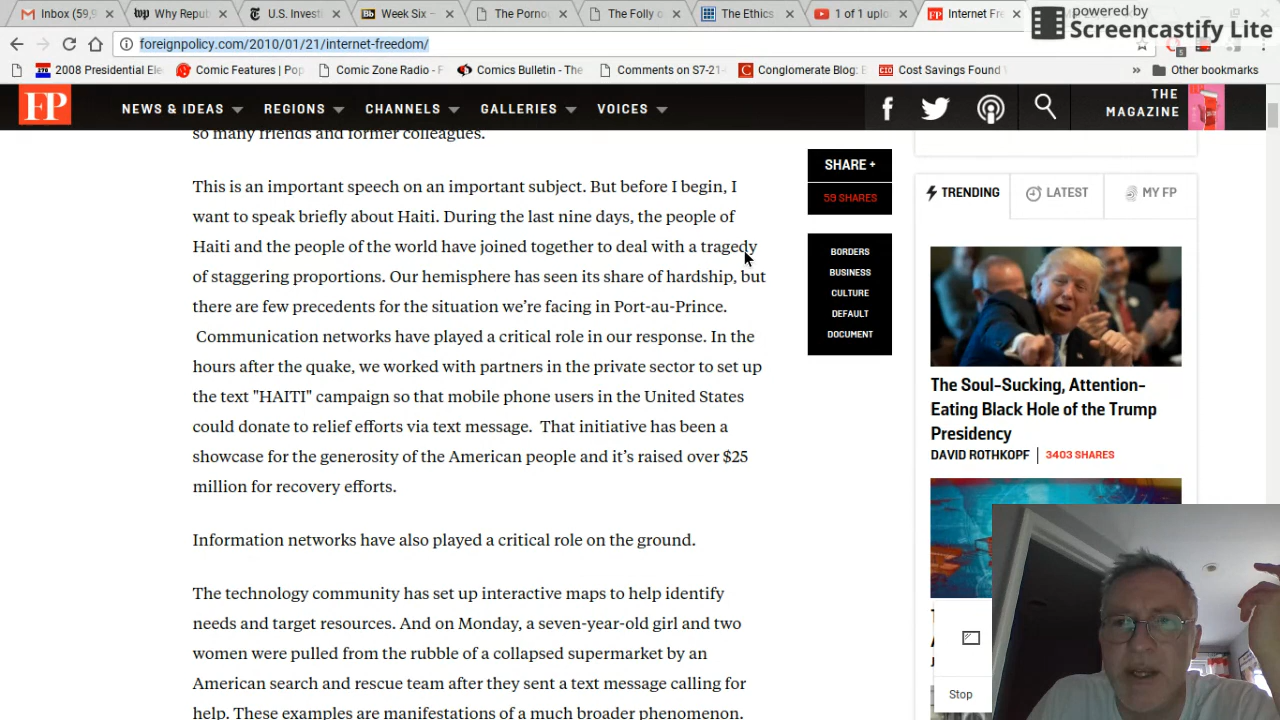 Inbox (59,9
Why Repul
U.S. Investi
Week Six –
The Pornog
The Folly o
The Ethics
1 of 1 uplo
Internet Fre
powered by
Screencastify Lite
foreignpolicy.com/2010/01/21/internet-freedom/
2008 Presidential Ele
Comic Features | Pop
Comic Zone Radio - F
Comics Bulletin - The
Comments on S7-21-
Conglomerate Blog: E
Cost Savings Found
» Other bookmarks
FP
NEWS & IDEAS
REGIONS
CHANNELS
GALLERIES
VOICES
THE
MAGAZINE
so many friends and former colleagues.
This is an important speech on an important subject. But before I begin, I
want to speak briefly about Haiti. During the last nine days, the people of
Haiti and the people of the world have joined together to deal with a tragedy
of staggering proportions. Our hemisphere has seen its share of hardship, but
there are few precedents for the situation we’re facing in Port-au-Prince.
Communication networks have played a critical role in our response. In the
hours after the quake, we worked with partners in the private sector to set up
the text "HAITI" campaign so that mobile phone users in the United States
could donate to relief efforts via text message.  That initiative has been a
showcase for the generosity of the American people and it’s raised over $25
million for recovery efforts.
Information networks have also played a critical role on the ground.
The technology community has set up interactive maps to help identify
needs and target resources. And on Monday, a seven-year-old girl and two
women were pulled from the rubble of a collapsed supermarket by an
American search and rescue team after they sent a text message calling for
help. These examples are manifestations of a much broader phenomenon.
SHARE +
59 SHARES
BORDERS
BUSINESS
CULTURE
DEFAULT
DOCUMENT
TRENDING
LATEST
MY FP
The Soul-Sucking, Attention-
Eating Black Hole of the Trump
Presidency
DAVID ROTHKOPF | 3403 SHARES
Stop